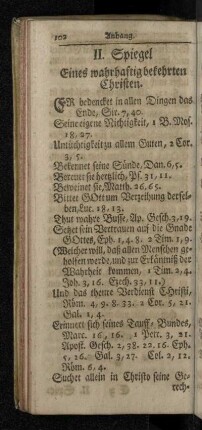 102 Anhang.
II. Spiegel
Eines wahrhaftig bekehrten
Christen.
ER bedencket in allen Dingen das
Ende, Sir. 7, 40.
Seine eigene Nichtigkeit, 1 B. Mos.
18, 27.
Untüchtigkeit zu allem Guten, 2 Cor.
3, 5.
Bekennet seine Sünde, Dan. 6, 5.
Bereuet sie hertzlich, Ps. 31, 11.
Beweinet sie, Matth. 26, 65.
Bittet GOtt um Verzeihung dersel-
ben, Luc. 18, 13.
Thut wahre Busse, Ap. Gesch. 3, 19.
Setzet sein Vertrauen auf die Gnade
GOttes, Eph. 1, 4. 8. 2 Tim. 1, 9.
(Welcher will, daß allen Menschen ge-
holfen werde, und zur Erkäntniß der
Wahrheit kommen, 1 Tim. 2, 4.
Joh. 3, 16. Ezech. 33, 11.)
Und das theure Verdienst CHristi,
Röm. 4, 9. 8. 33. 2 Cor. 5, 21.
Gal. 1, 4.
Erinnert sich seines Tauff-Bundes,
Marc. 16, 16. 1 Petr. 3, 21.
Apost. Gesch. 2, 38. 22. 16. Eph.
5, 26. Gal. 3, 27. Col. 2, 12.
Röm. 6, 4.
Suchet allein in Christo seine Ge-
rech-